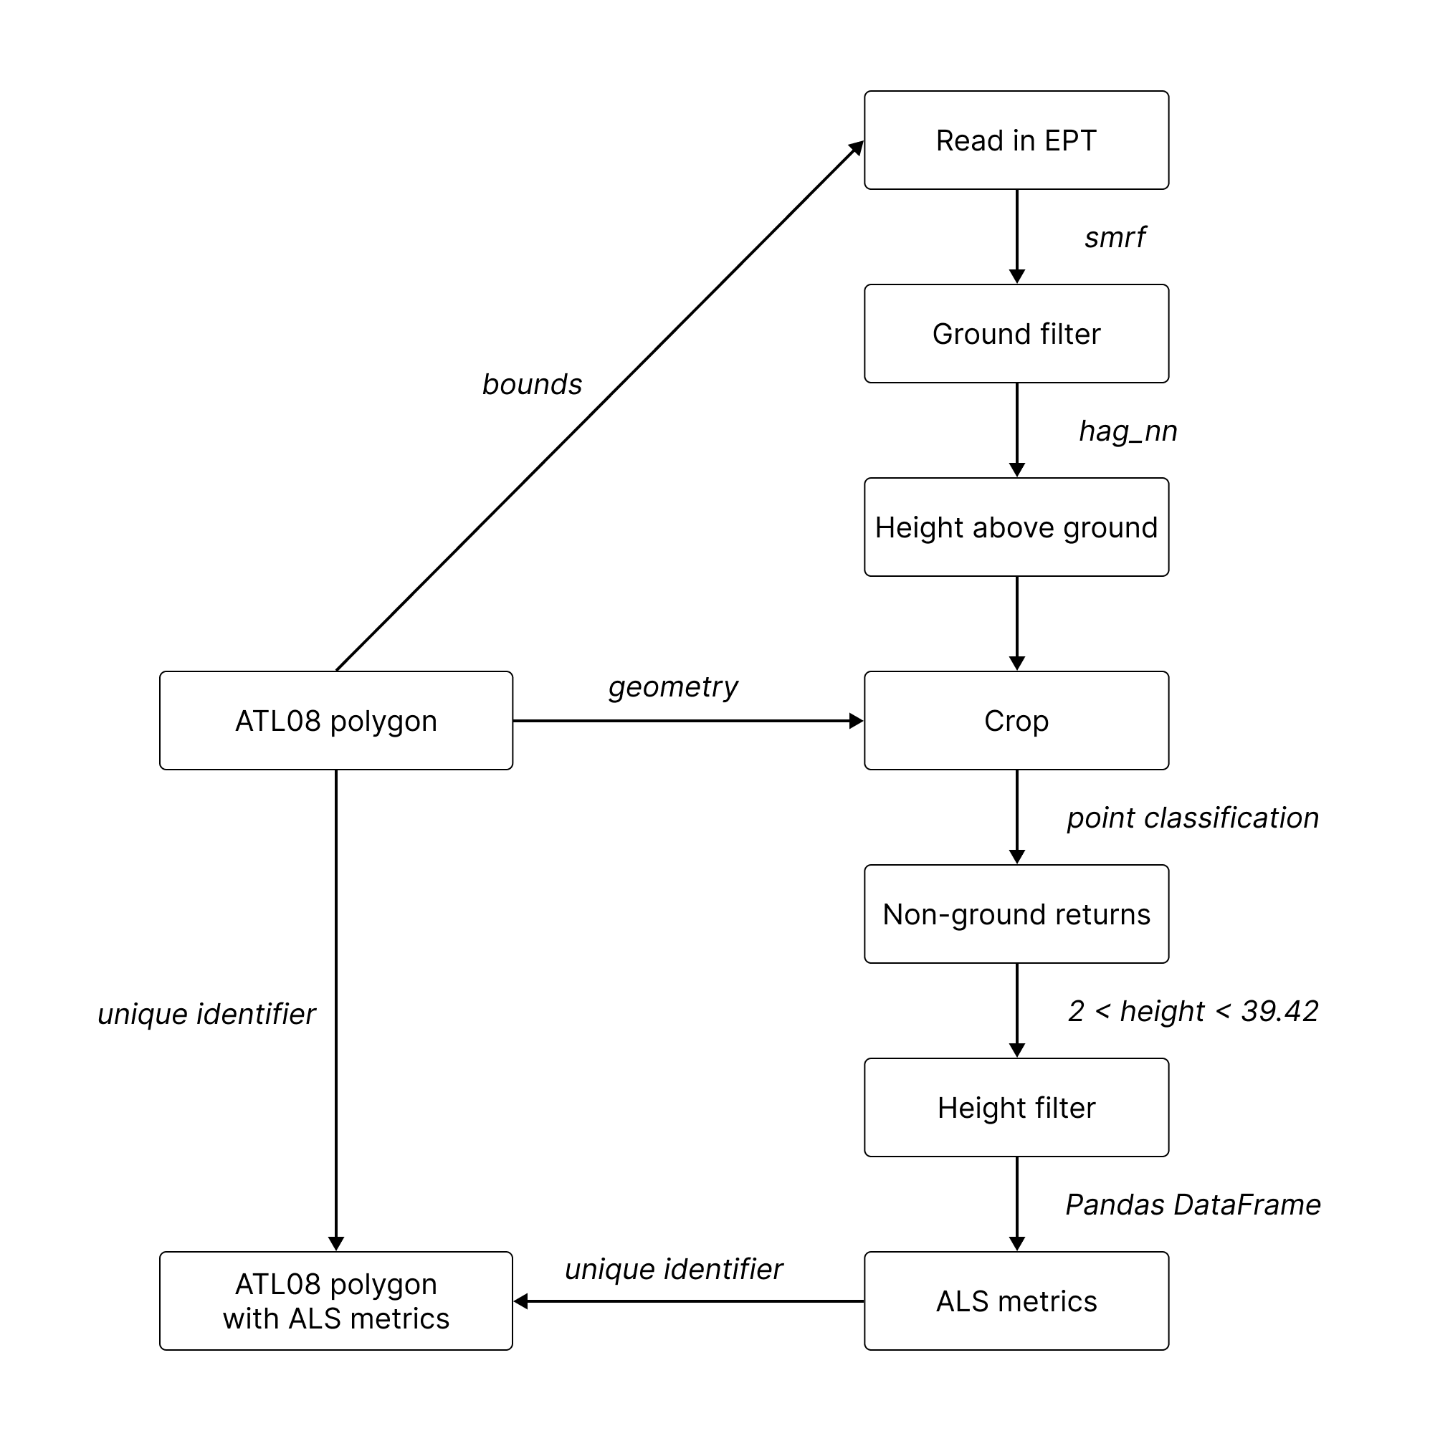 Read in EPT
smrf
Ground filter
bounds
hag_nn
Height above ground
ATL08 polygon
geometry
Crop
point classification
Non-ground returns
unique identifier
2 < height < 39.42
Height filter
Pandas DataFrame
ATL08 polygon
with ALS metrics
unique identifier
ALS metrics